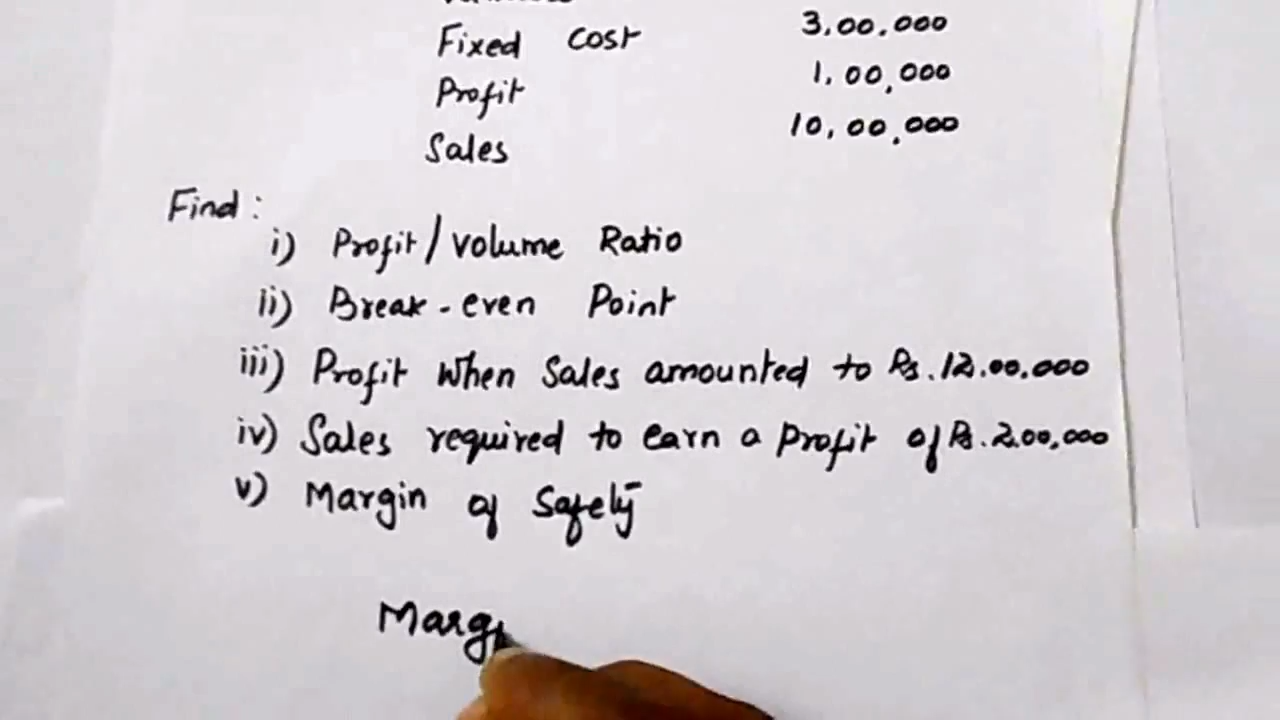 Fixed Cost 3,00,000
Profit 1,00,000
Sales 10,00,000
Find:
i) Profit/Volume Ratio
ii) Break-even Point
iii) Profit when Sales amounted to Rs.12.00.000
iv) Sales required to earn a Profit of Rs.2.00,000
v) Margin of Safely
Marg